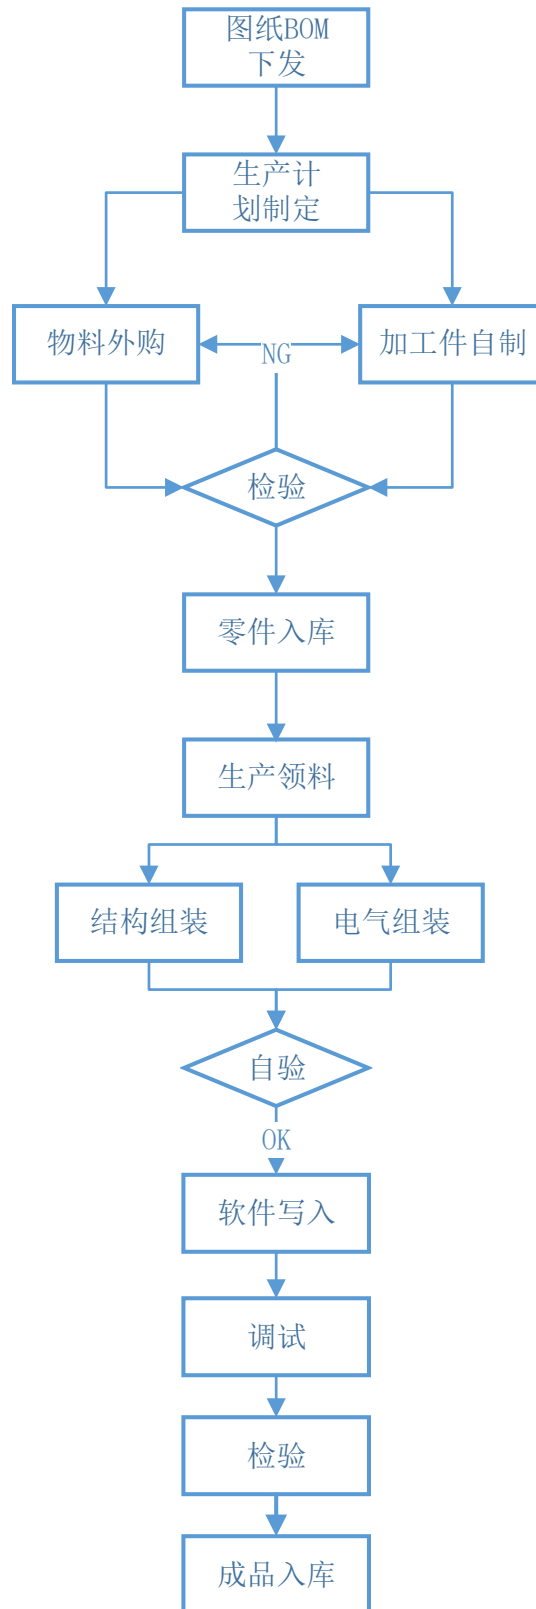 图纸BOM
下发
生产计
划制定
物料外购
NG
加工件自制
检验
零件入库
生产领料
结构组装
电气组装
自验
OK
软件写入
调试
检验
成品入库